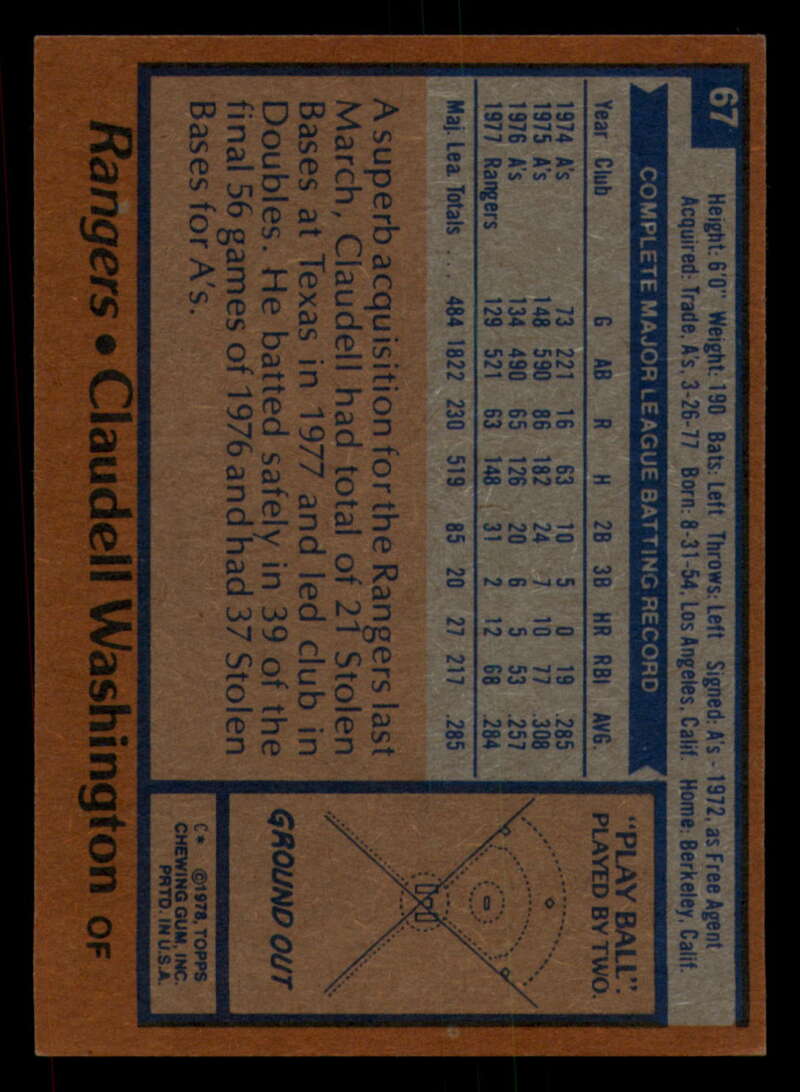 67
Height: 6'0" Weight: 190 Bats: Left Throws: Left Signed: A's - 1972, as Free Agent
Acquired: Trade, A's, 3-26-77 Born: 8-31-54, Los Angeles, Calif. Home: Berkeley, Calif.
COMPLETE MAJOR LEAGUE BATTING RECORD
Year Club G AB R H 2B 3B HR RBI AVG.
1974 A's 73 221 16 63 10 5 0 19 .285
1975 A's 148 590 86 182 24 7 10 77 .308
1976 A's 134 490 65 126 20 6 5 53 .257
1977 Rangers 129 521 63 148 31 2 12 68 .284
Maj. Lea. Totals ... 484 1822 230 519 85 20 27 217 .285
A superb acquisition for the Rangers last
March, Claudell had total of 21 Stolen
Bases at Texas in 1977 and led club in
Doubles. He batted safely in 39 of the
final 56 games of 1976 and had 37 Stolen
Bases for A's.
"PLAY BALL".
PLAYED BY TWO.
GROUND OUT
C* ©1978, TOPPS
CHEWING GUM, INC.
PRTD. IN U.S.A.
Rangers • Claudell Washington OF